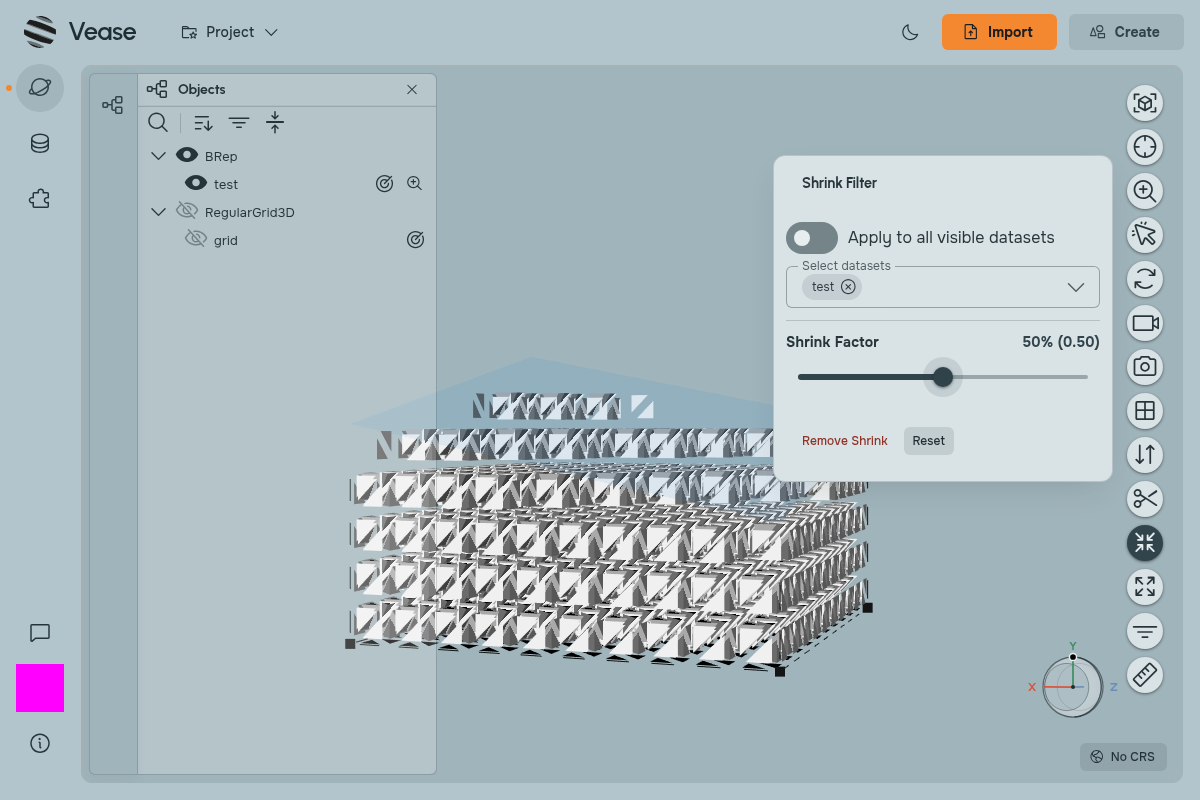 Vease
Project
Import
Create
Objects
BRep
test
RegularGrid3D
grid
Shrink Filter
Apply to all visible datasets
Select datasets
test
Shrink Factor
50% (0.50)
Remove Shrink
Reset
Y
X
Z
No CRS